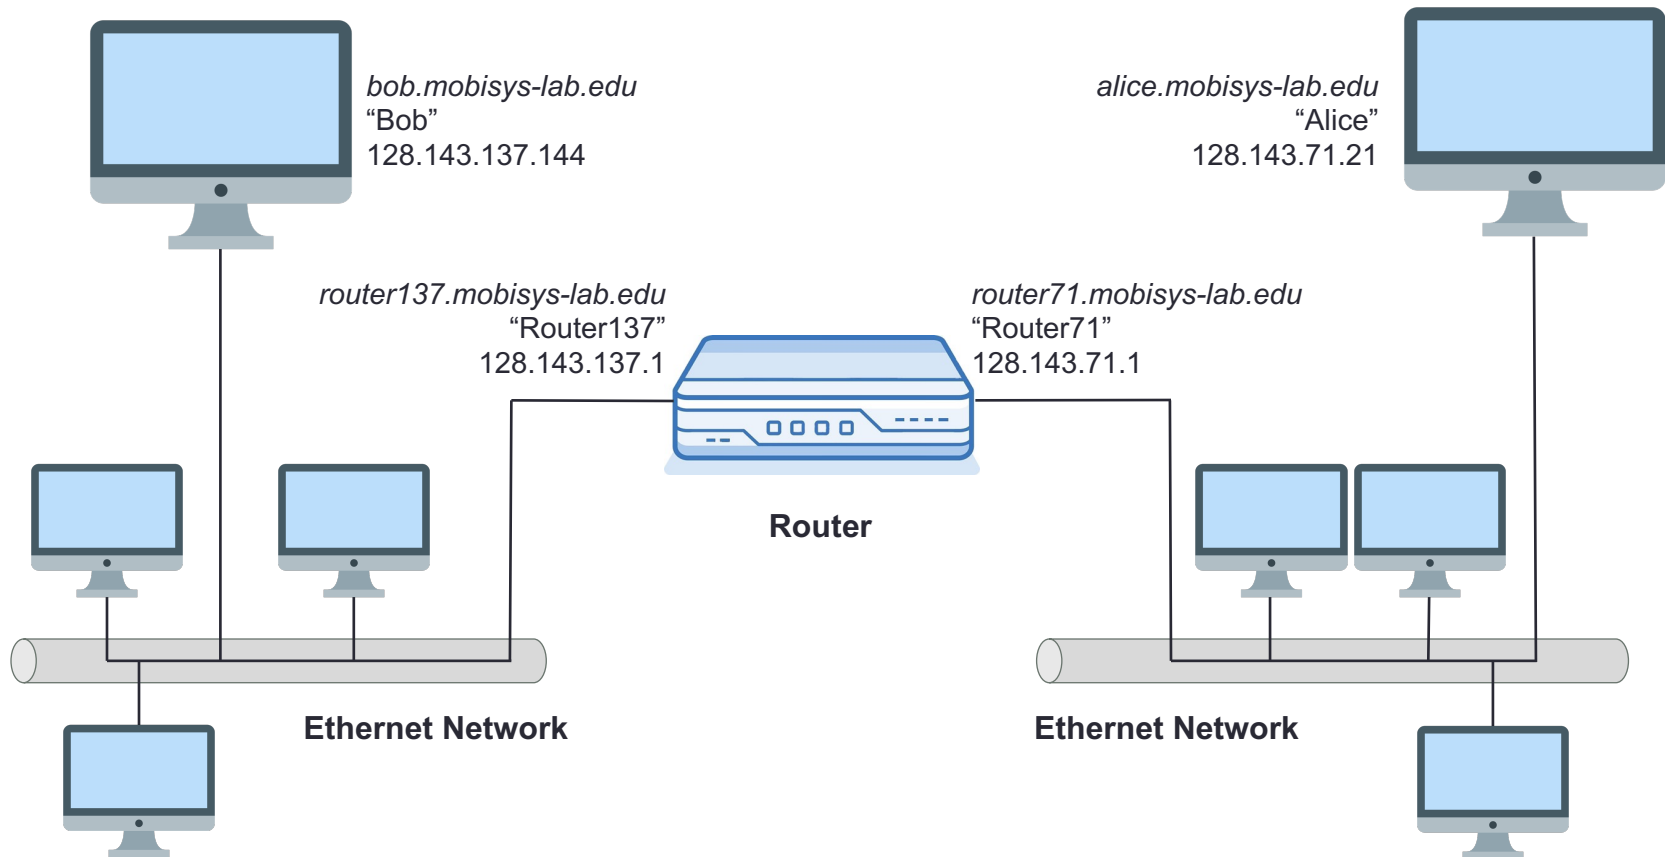 bob.mobisys-lab.edu
“Bob”
128.143.137.144
alice.mobisys-lab.edu
“Alice”
128.143.71.21
router137.mobisys-lab.edu
“Router137”
128.143.137.1
router71.mobisys-lab.edu
“Router71”
128.143.71.1
Router
Ethernet Network
Ethernet Network